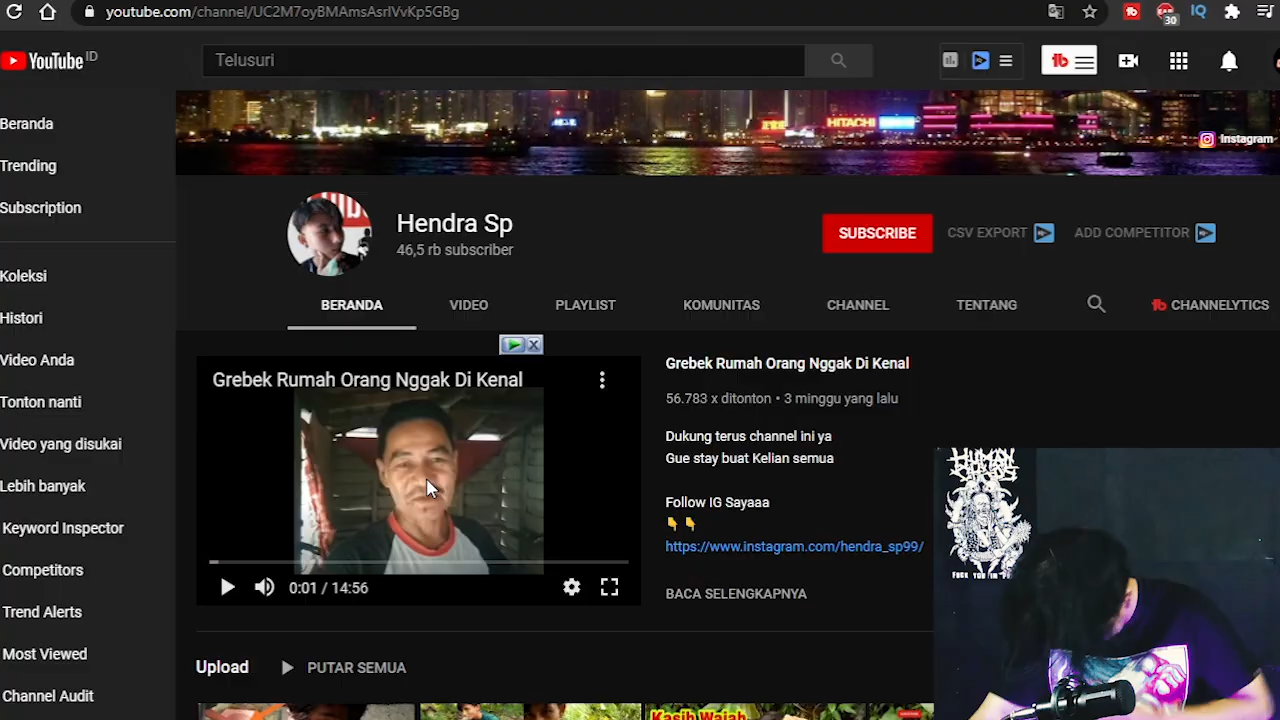 youtube.com/channel/UC2M7oyBMAmsAsrIVvKp5GBg
30
YouTube ID
Telusuri
Beranda
Trending
Subscription
Koleksi
Histori
Video Anda
Tonton nanti
Video yang disukai
Lebih banyak
Keyword Inspector
Competitors
Trend Alerts
Most Viewed
Channel Audit
HITACHI
Instagram
Hendra Sp
46,5 rb subscriber
SUBSCRIBE
CSV EXPORT
ADD COMPETITOR
BERANDA VIDEO PLAYLIST KOMUNITAS CHANNEL TENTANG CHANNELYTICS
Grebek Rumah Orang Nggak Di Kenal
0:01 / 14:56
Grebek Rumah Orang Nggak Di Kenal
56.783 x ditonton • 3 minggu yang lalu
Dukung terus channel ini ya
Gue stay buat Kelian semua
Follow IG Sayaaa
👇 👇
https://www.instagram.com/hendra_sp99/
BACA SELENGKAPNYA
Upload PUTAR SEMUA
Kasih Wajah
HUMAN